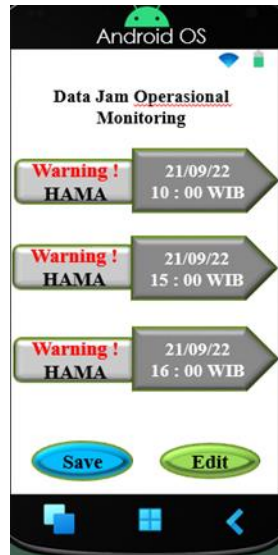 Android OS
Data Jam Operasional
Monitoring
Warning !
HAMA
21/09/22
10 : 00 WIB
Warning !
HAMA
21/09/22
15 : 00 WIB
Warning !
HAMA
21/09/22
16 : 00 WIB
Save
Edit